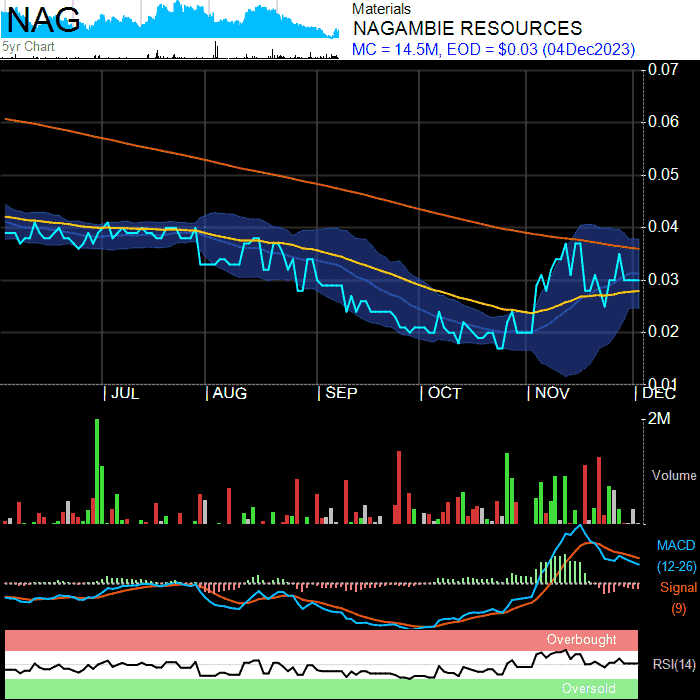 NAG
5yr Chart
Materials
NAGAMBIE RESOURCES
MC = 14.5M, EOD = $0.03 (04Dec2023)
0.07
0.06
0.05
0.04
0.03
0.02
0.01
JUL AUG SEP OCT NOV DEC
2M
Volume
MACD
(12-26)
Signal
(9)
Overbought
RSI(14)
Oversold